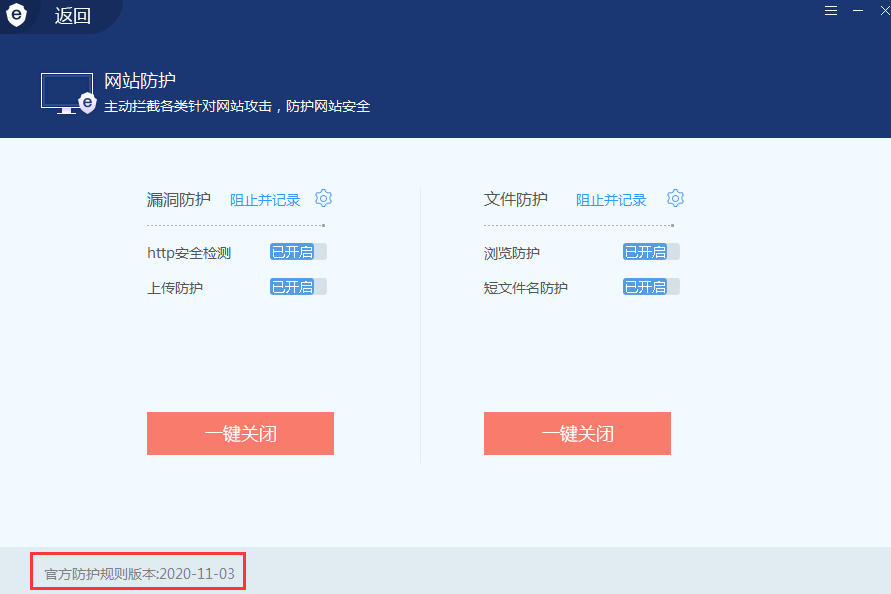 返回
网站防护
主动拦截各类针对网站攻击，防护网站安全
漏洞防护 阻止并记录
http安全检测 已开启
上传防护 已开启
一键关闭
文件防护 阻止并记录
浏览防护 已开启
短文件名防护 已开启
一键关闭
官方防护规则版本:2020-11-03